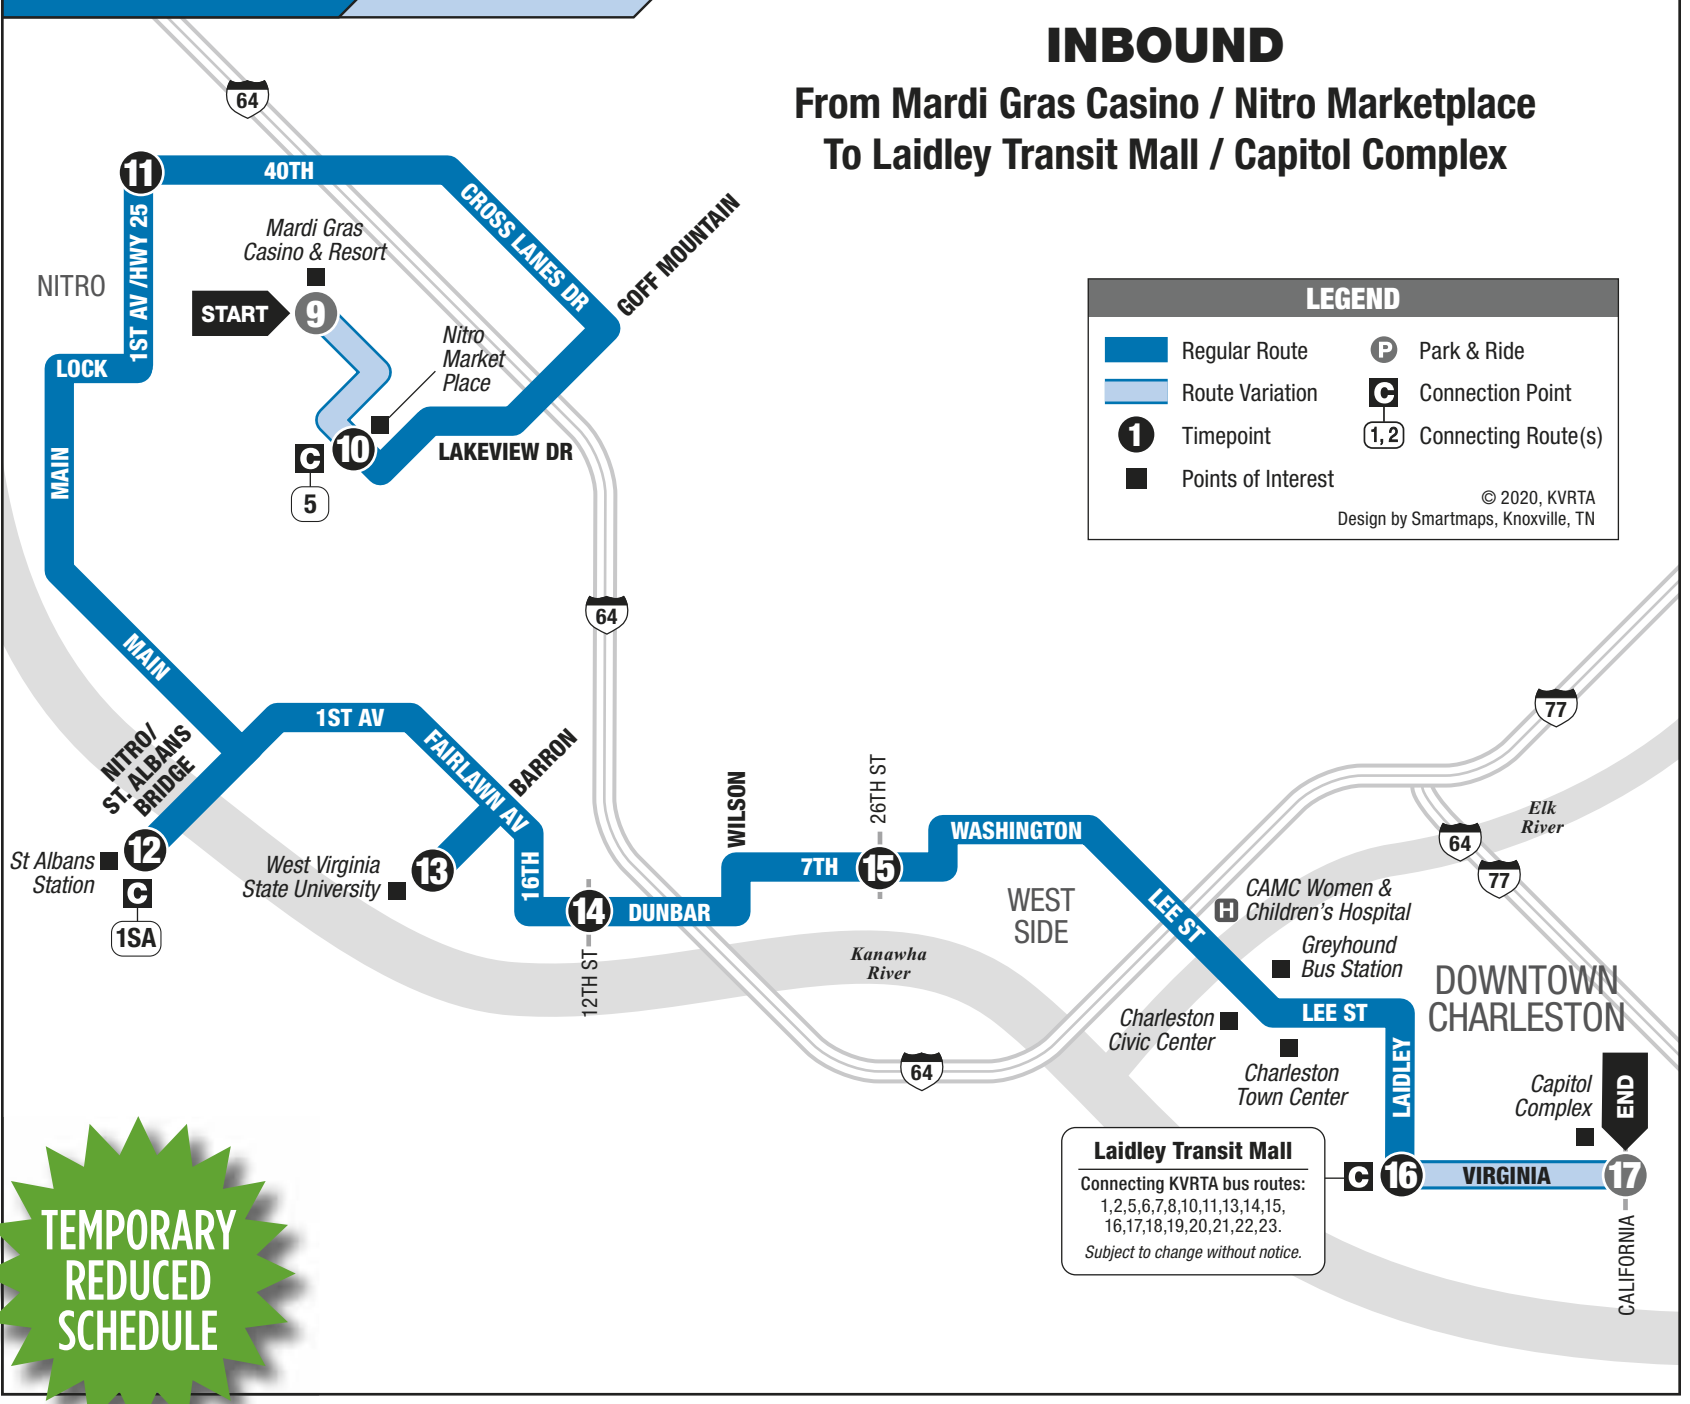 INBOUND
From Mardi Gras Casino / Nitro Marketplace
To Laidley Transit Mall / Capitol Complex
64
11
40TH
CROSS LANES DR
GOFF MOUNTAIN
1ST AV /HWY 25
NITRO
Mardi Gras
Casino & Resort
START
9
Nitro
Market
Place
LOCK
MAIN
10
C
5
LAKEVIEW DR
LEGEND
Regular Route
P
Park & Ride
Route Variation
C
Connection Point
1
Timepoint
1, 2
Connecting Route(s)
Points of Interest
© 2020, KVRTA
Design by Smartmaps, Knoxville, TN
64
MAIN
NITRO/
ST. ALBANS
BRIDGE
1ST AV
FAIRLAWN AV
BARRON
12
St Albans
Station
C
1SA
West Virginia
State University
13
16TH
14
12TH ST
DUNBAR
WILSON
7TH
26TH ST
15
WASHINGTON
WEST
SIDE
Kanawha
River
64
LEE ST
77
Elk
River
64
77
H
CAMC Women &
Children's Hospital
Greyhound
Bus Station
DOWNTOWN
CHARLESTON
Charleston
Civic Center
LEE ST
Charleston
Town Center
LAIDLEY
Capitol
Complex
END
Laidley Transit Mall
Connecting KVRTA bus routes:
1,2,5,6,7,8,10,11,13,14,15,
16,17,18,19,20,21,22,23.
Subject to change without notice.
C
16
VIRGINIA
17
CALIFORNIA
TEMPORARY
REDUCED
SCHEDULE